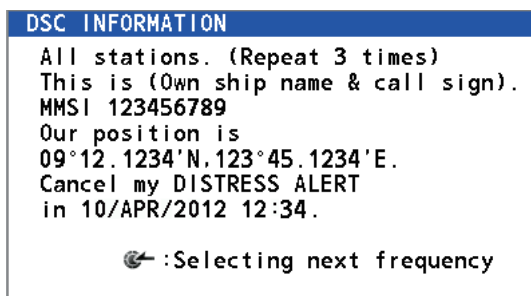 DSC INFORMATION
All stations. (Repeat 3 times)
This is (Own ship name & call sign).
MMSI 123456789
Our position is
09°12.1234'N,123°45.1234'E.
Cancel my DISTRESS ALERT
in 10/APR/2012 12:34.
:Selecting next frequency